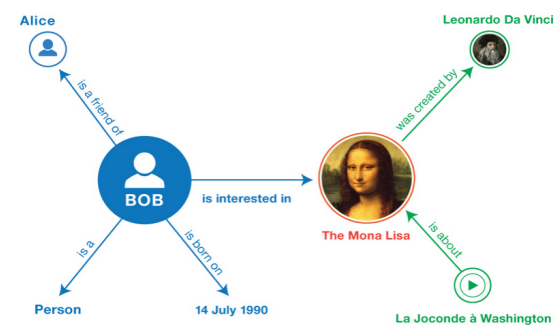 Alice
Leonardo Da Vinci
is a friend of
was created by
BOB
is interested in
The Mona Lisa
is a
is born on
is about
Person
14 July 1990
La Joconde à Washington